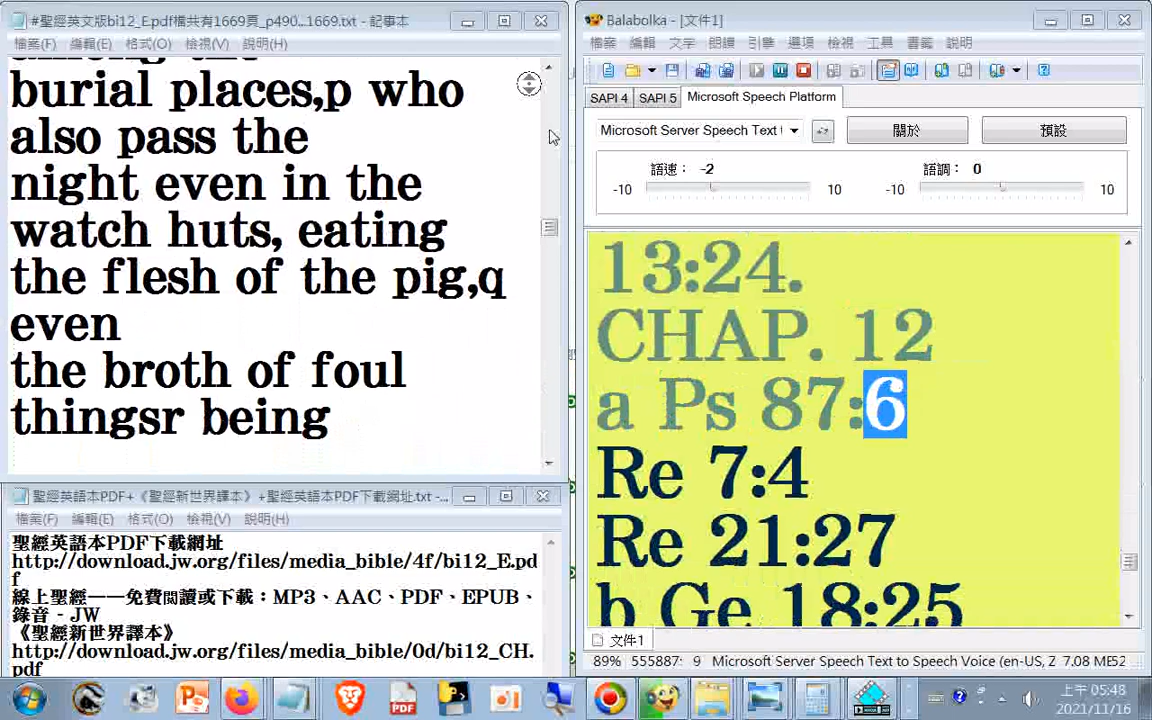 #聖經英文版bi12_E.pdf檔共有1669頁_p490...1669.txt - 記事本
檔案(F) 編輯(E) 格式(O) 檢視(V) 說明(H)
among the
burial places,p who
also pass the
night even in the
watch huts, eating
the flesh of the pig,q
even
the broth of foul
thingsr being
聖經英語本PDF+《聖經新世界譯本》+聖經英語本PDF下載網址.txt -...
檔案(F) 編輯(E) 格式(O) 檢視(V) 說明(H)
聖經英語本PDF下載網址
http://download.jw.org/files/media_bible/4f/bi12_E.pd
f
線上聖經——免費閱讀或下載：MP3、AAC、PDF、EPUB、
錄音 - JW
《聖經新世界譯本》
http://download.jw.org/files/media_bible/0d/bi12_CH.
pdf
Balabolka - [文件1]
檔案 編輯 文字 朗讀 引擎 選項 檢視 工具 書籤 說明
SAPI 4 SAPI 5 Microsoft Speech Platform
Microsoft Server Speech Text 關於 預設
語速： -2 語調： 0
-10 10 -10 10
13:24.
CHAP. 12
a Ps 87:6
Re 7:4
Re 21:27
b Ge 18:25
文件1
89% 555887: 9 Microsoft Server Speech Text to Speech Voice (en-US, Z 7.08 ME52
上午 05:48
2021/11/16